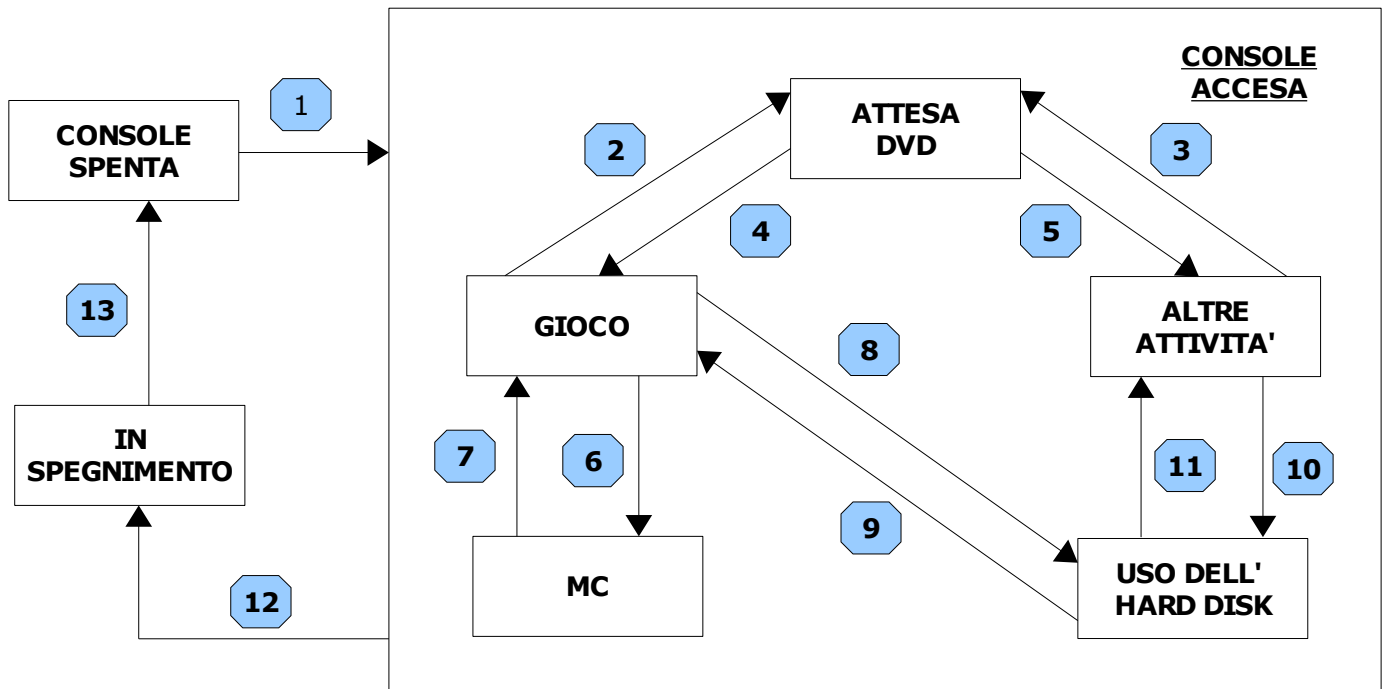 CONSOLE
ACCESA
1
CONSOLE
SPENTA
ATTESA
DVD
2
3
4
5
13
GIOCO
ALTRE
ATTIVITA'
8
IN
SPEGNIMENTO
7
6
11
10
9
MC
USO DELL'
HARD DISK
12